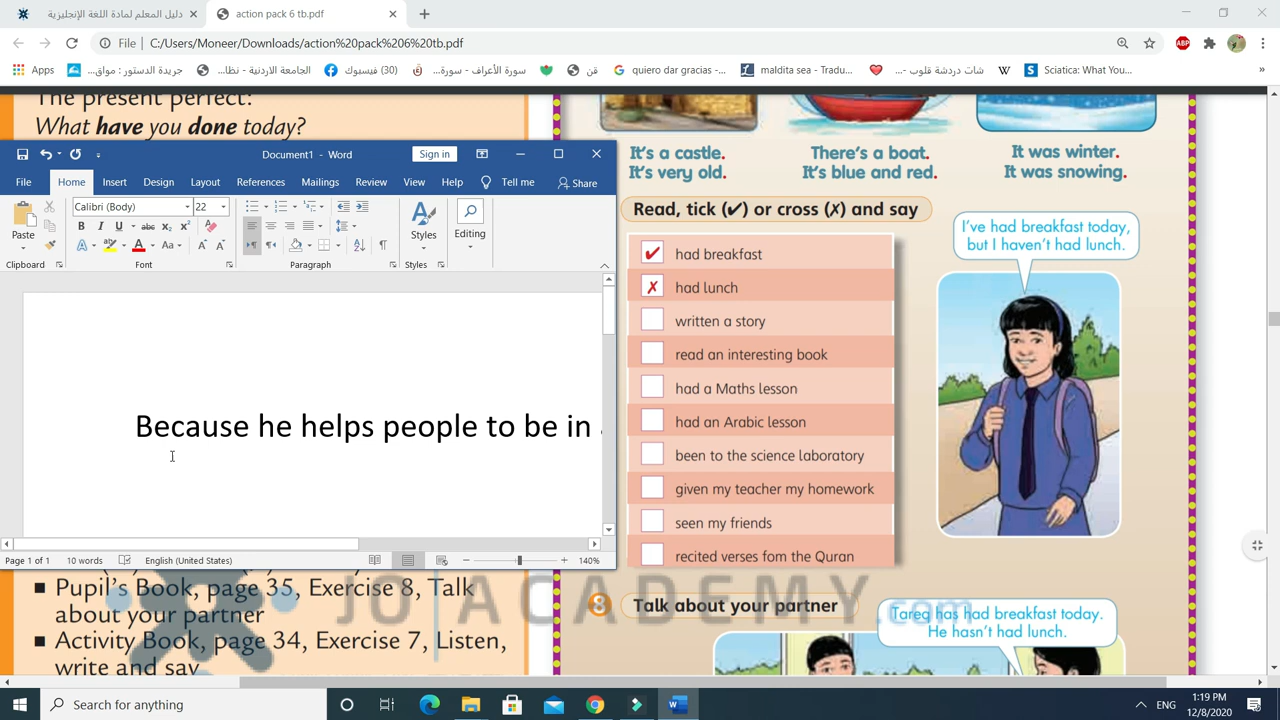 دليل المعلم لمادة اللغة الإنجليزية
action pack 6 tb.pdf
File
C:/Users/Moneer/Downloads/action%20pack%206%20tb.pdf
ABP
Apps
جريدة الدستور : مواق...
(30) فيسبوك
الجامعة الاردنية - نظا...
سورة الأعراف - سورة...
قن
quiero dar gracias -...
maldita sea - Tradu...
شات دردشة قلوب -...
Sciatica: What You...
The present perfect:
What have you done today?
Document1 - Word
Sign in
File
Home
Insert
Design
Layout
References
Mailings
Review
View
Help
Tell me
Share
Calibri (Body)
22
Paste
Styles
Editing
Clipboard
Font
Paragraph
Styles
Because he helps people to be in
Page 1 of 1
10 words
English (United States)
140%
Pupil's Book, page 35, Exercise 8, Talk
about your partner
Activity Book, page 34, Exercise 7, Listen,
write and say
It's a castle.
It's very old.
There's a boat.
It's blue and red.
It was winter.
It was snowing.
Read, tick (✔) or cross (✗) and say
I've had breakfast today,
but I haven't had lunch.
✔ had breakfast
✗ had lunch
written a story
read an interesting book
had a Maths lesson
had an Arabic lesson
been to the science laboratory
given my teacher my homework
seen my friends
recited verses fom the Quran
JO ACADEMY.com
8 Talk about your partner
Tareq has had breakfast today.
He hasn't had lunch.
Search for anything
ENG
1:19 PM
12/8/2020